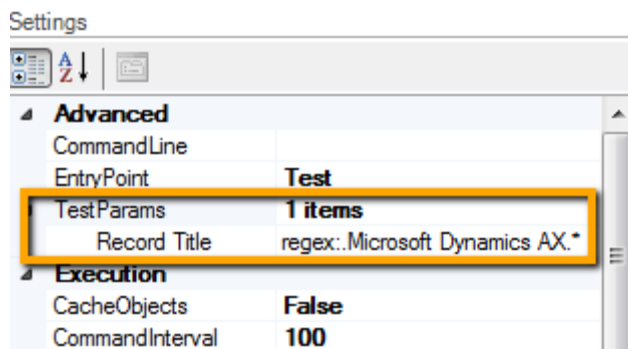 Settings
Advanced
CommandLine
EntryPoint Test
TestParams 1 items
Record Title regex:.Microsoft Dynamics AX.*
Execution
CacheObjects False
CommandInterval 100